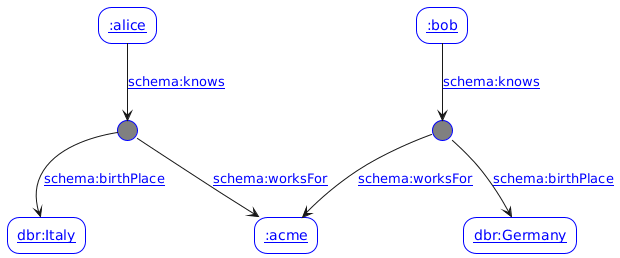 :alice
:bob
schema:knows
schema:knows
schema:birthPlace
schema:worksFor
schema:worksFor
schema:birthPlace
dbr:Italy
:acme
dbr:Germany